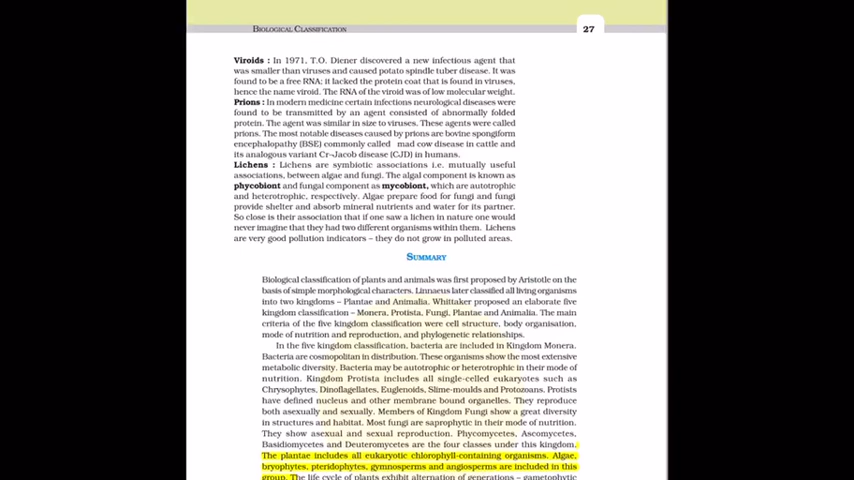 BIOLOGICAL CLASSIFICATION
27
Viroids : In 1971, T.O. Diener discovered a new infectious agent that
was smaller than viruses and caused potato spindle tuber disease. It was
found to be a free RNA; it lacked the protein coat that is found in viruses,
hence the name viroid. The RNA of the viroid was of low molecular weight.
Prions : In modern medicine certain infectious neurological diseases were
found to be transmitted by an agent consisting of abnormally folded
protein. The agent was similar in size to viruses. These agents were called
prions. The most notable diseases caused by prions are bovine spongiform
encephalopathy (BSE) commonly called mad cow disease in cattle and
its analogous variant Cr¬Jacob disease (CJD) in humans.
Lichens : Lichens are symbiotic associations i.e. mutually useful
associations, between algae and fungi. The algal component is known as
phycobiont and fungal component as mycobiont, which are autotrophic
and heterotrophic, respectively. Algae prepare food for fungi and fungi
provide shelter and absorb mineral nutrients and water for its partner.
So close is their association that if one saw a lichen in nature one would
never imagine that they had two different organisms within them. Lichens
are very good pollution indicators – they do not grow in polluted areas.
SUMMARY
Biological classification of plants and animals was first proposed by Aristotle on the
basis of simple morphological characters. Linnaeus later classified all living organisms
into two kingdoms – Plantae and Animalia. Whittaker proposed an elaborate five
kingdom classification – Monera, Protista, Fungi, Plantae and Animalia. The main
criteria of the five kingdom classification were cell structure, body organisation,
mode of nutrition and reproduction, and phylogenetic relationships.
In the five kingdom classification, bacteria are included in Kingdom Monera.
Bacteria are cosmopolitan in distribution. These organisms show the most extensive
metabolic diversity. Bacteria may be autotrophic or heterotrophic in their mode of
nutrition. Kingdom Protista includes all single-celled eukaryotes such as
Chrysophytes, Dinoflagellates, Euglenoids, Slime-moulds and Protozoans. Protists
have defined nucleus and other membrane bound organelles. They reproduce
both asexually and sexually. Members of Kingdom Fungi show a great diversity
in structures and habitat. Most fungi are saprophytic in their mode of nutrition.
They show asexual and sexual reproduction. Phycomycetes, Ascomycetes,
Basidiomycetes and Deuteromycetes are the four classes under this kingdom.
The plantae includes all eukaryotic chlorophyll-containing organisms. Algae,
bryophytes, pteridophytes, gymnosperms and angiosperms are included in this
group. The life cycle of plants exhibit alternation of generations – gametophytic